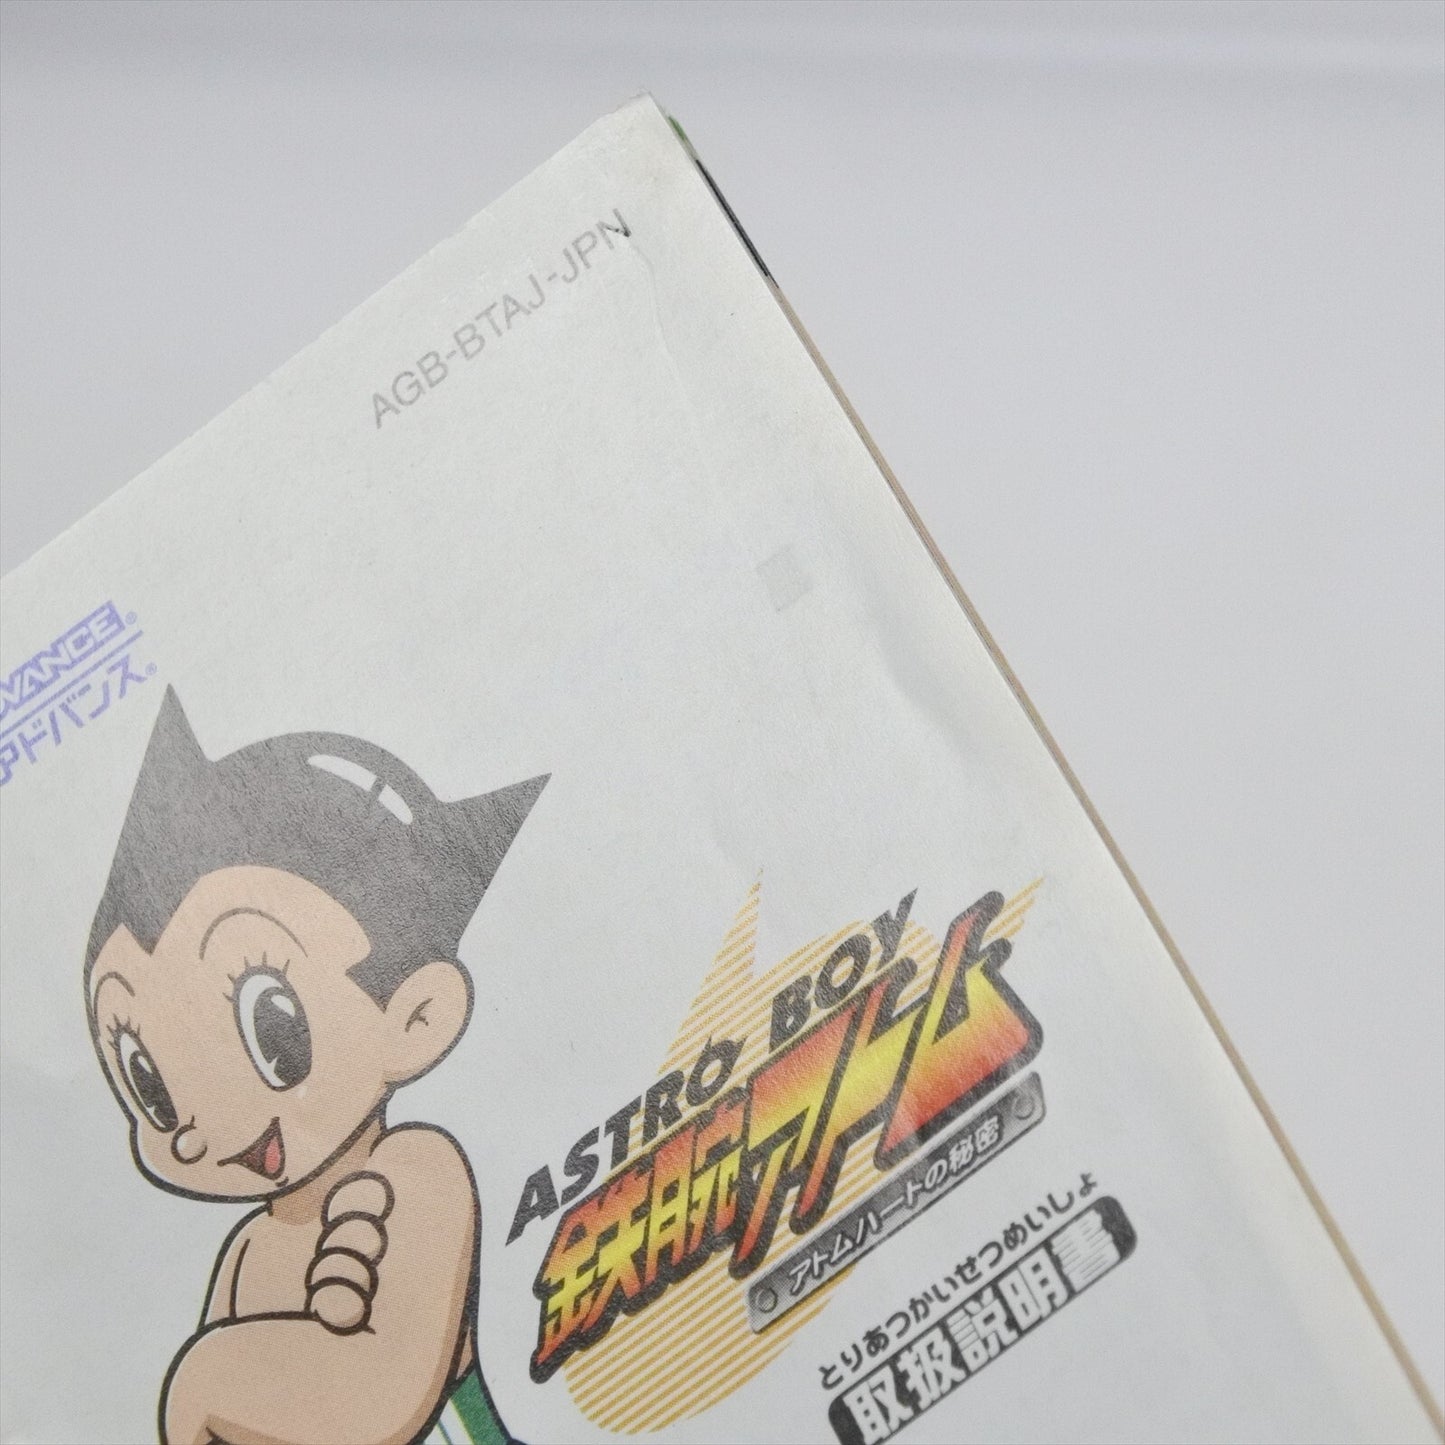 AGB-BTAJ-JPN
VANCE®
アドバンス®
ASTRO BOY
鉄腕アトム
アトムハートの秘密
とりあつかいせつめいしょ
取扱説明書